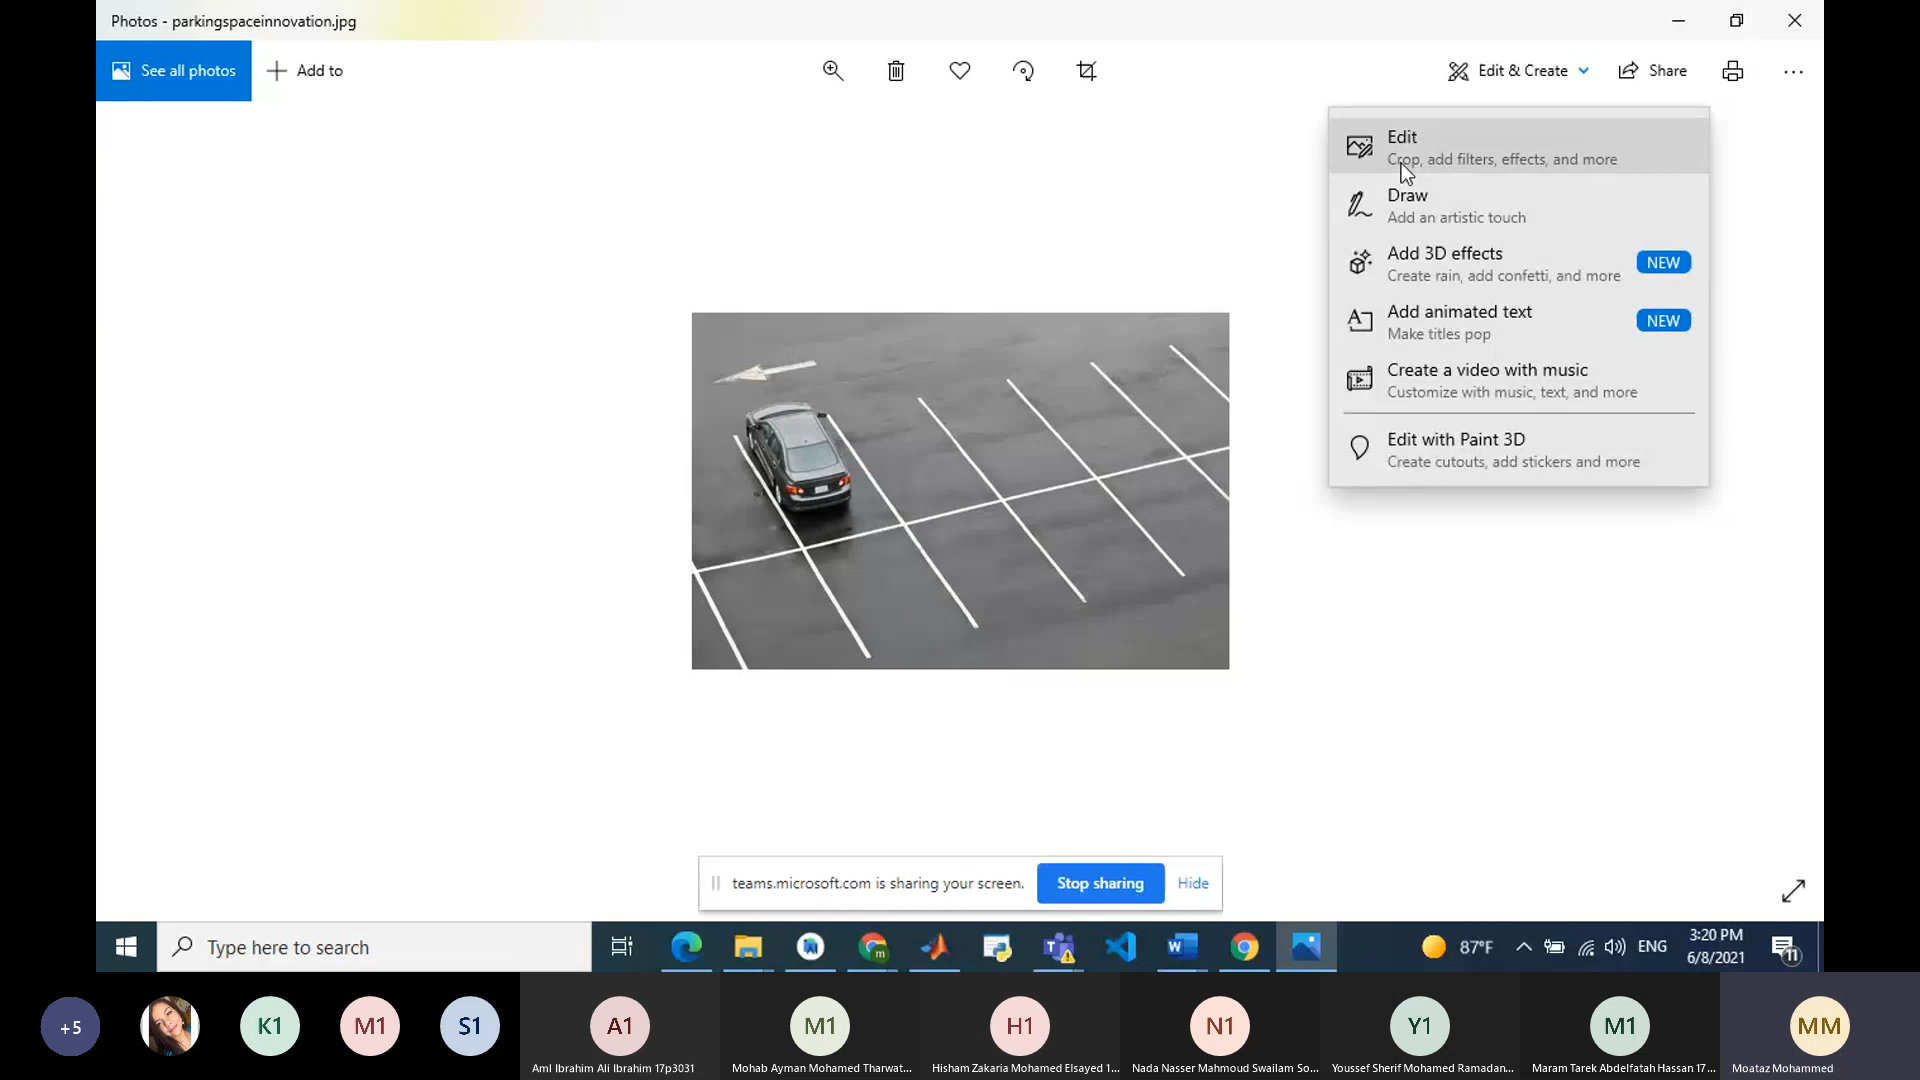 Photos - parkingspaceinnovation.jpg
See all photos
Add to
Edit & Create
Share
Edit
Crop, add filters, effects, and more
Draw
Add an artistic touch
Add 3D effects
Create rain, add confetti, and more
NEW
Add animated text
Make titles pop
NEW
Create a video with music
Customize with music, text, and more
Edit with Paint 3D
Create cutouts, add stickers and more
teams.microsoft.com is sharing your screen.
Stop sharing
Hide
Type here to search
87°F
ENG
3:20 PM
6/8/2021
11
+5
K1
M1
S1
A1
M1
H1
N1
Y1
M1
MM
Aml Ibrahim Ali Ibrahim 17p3031
Mohab Ayman Mohamed Tharwat...
Hisham Zakaria Mohamed Elsayed 1...
Nada Nasser Mahmoud Swailam So...
Youssef Sherif Mohamed Ramadan...
Maram Tarek Abdelfatah Hassan 17...
Moataz Mohammed